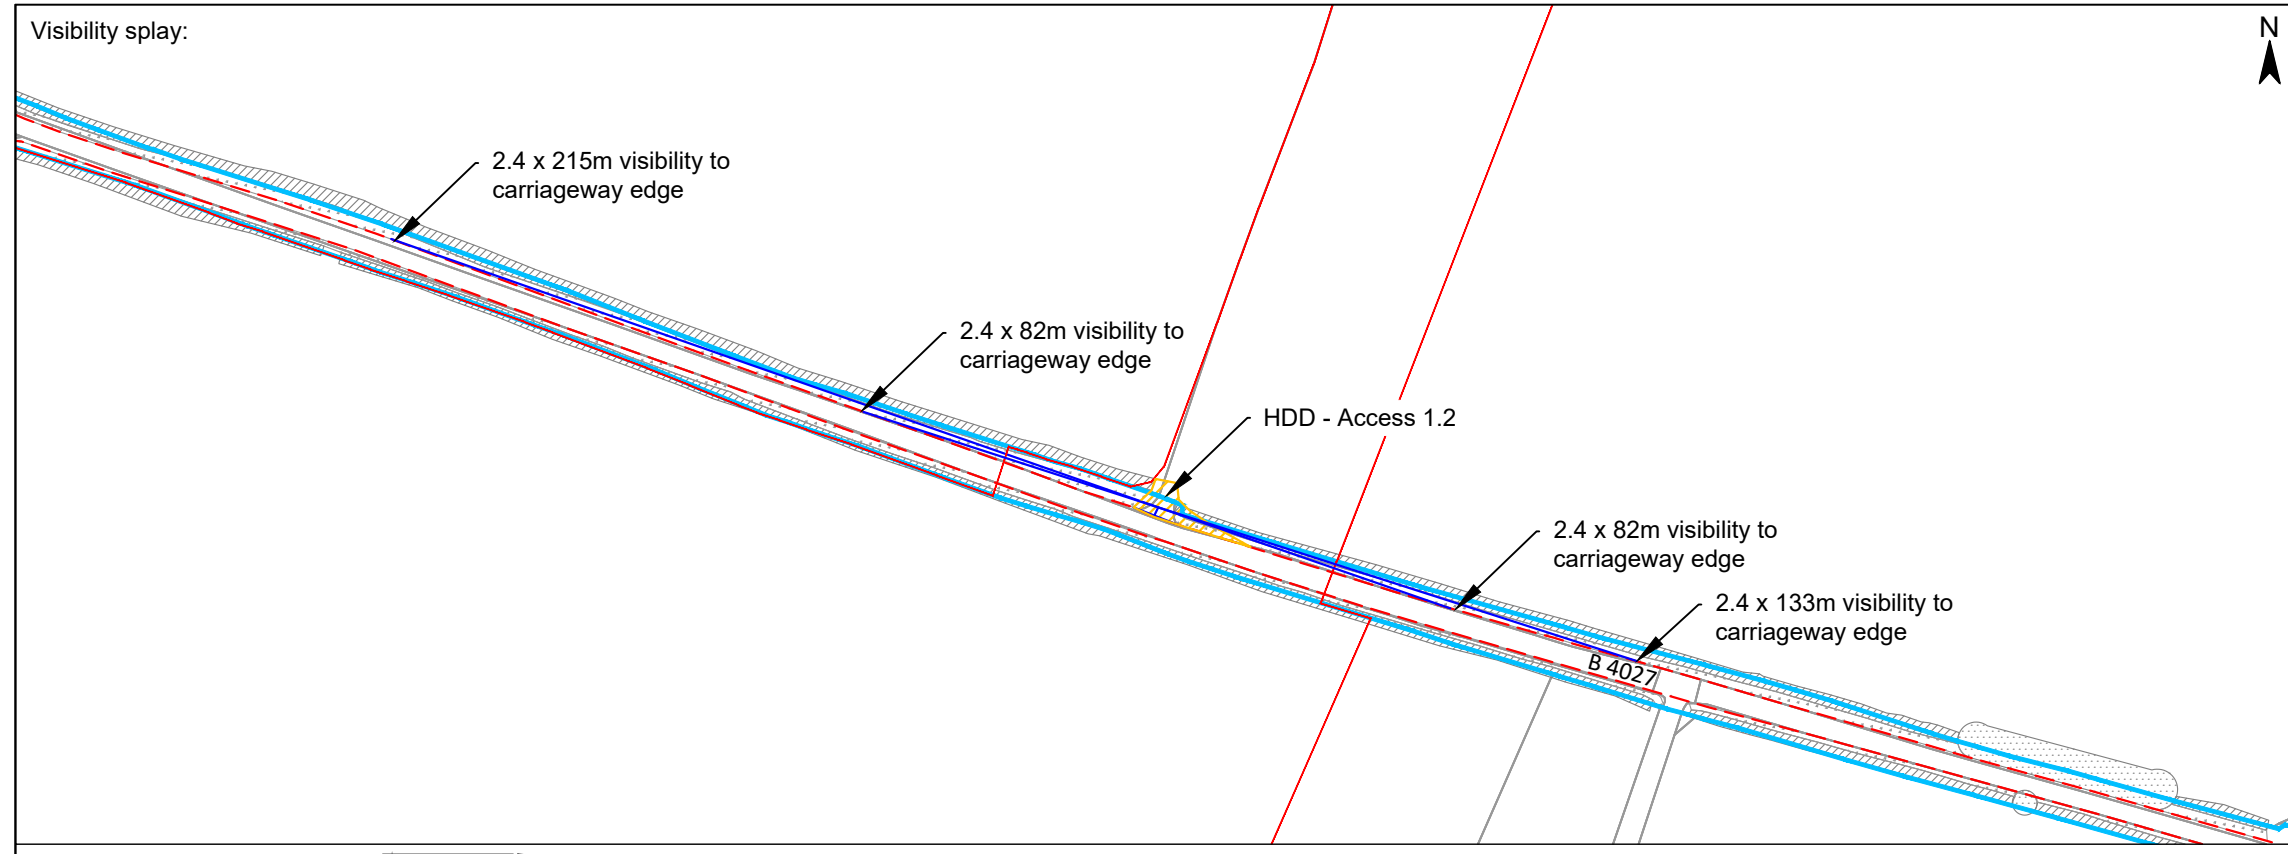 Visibility splay:
N
2.4 x 215m visibility to
carriageway edge
2.4 x 82m visibility to
carriageway edge
HDD - Access 1.2
2.4 x 82m visibility to
carriageway edge
2.4 x 133m visibility to
carriageway edge
B 4027